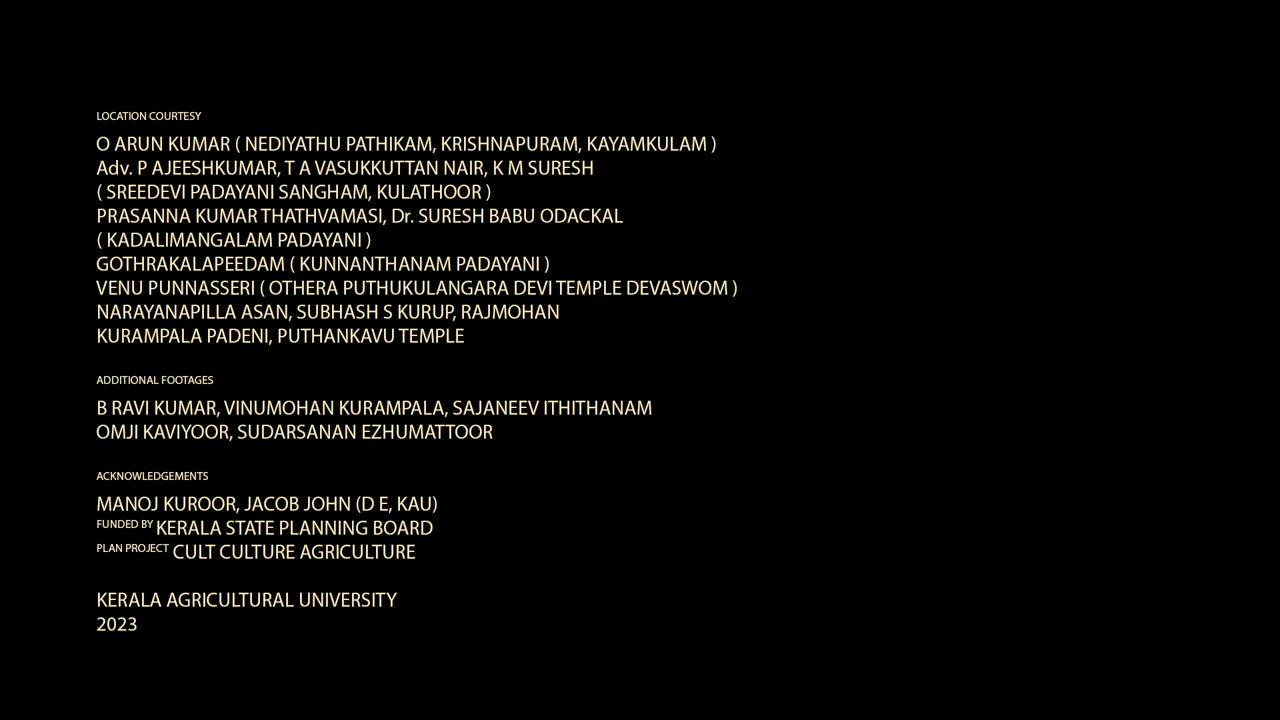 LOCATION COURTESY
O ARUN KUMAR ( NEDIYATHU PATHIKAM, KRISHNAPURAM, KAYAMKULAM )
Adv. P AJEESHKUMAR, T A VASUKKUTTAN NAIR, K M SURESH
( SREEDEVI PADAYANI SANGHAM, KULATHOOR )
PRASANNA KUMAR THATHVAMASI, Dr. SURESH BABU ODACKAL
( KADALIMANGALAM PADAYANI )
GOTHRAKALAPEEDAM ( KUNNANTHANAM PADAYANI )
VENU PUNNASSERI ( OTHERA PUTHUKULANGARA DEVI TEMPLE DEVASWOM )
NARAYANAPILLA ASAN, SUBHASH S KURUP, RAJMOHAN
KURAMPALA PADENI, PUTHANKAVU TEMPLE
ADDITIONAL FOOTAGES
B RAVI KUMAR, VINUMOHAN KURAMPALA, SAJANEEV ITHITHANAM
OMJI KAVIYOOR, SUDARSANAN EZHUMATTOOR
ACKNOWLEDGEMENTS
MANOJ KUROOR, JACOB JOHN (D E, KAU)
FUNDED BY KERALA STATE PLANNING BOARD
PLAN PROJECT CULT CULTURE AGRICULTURE
KERALA AGRICULTURAL UNIVERSITY
2023